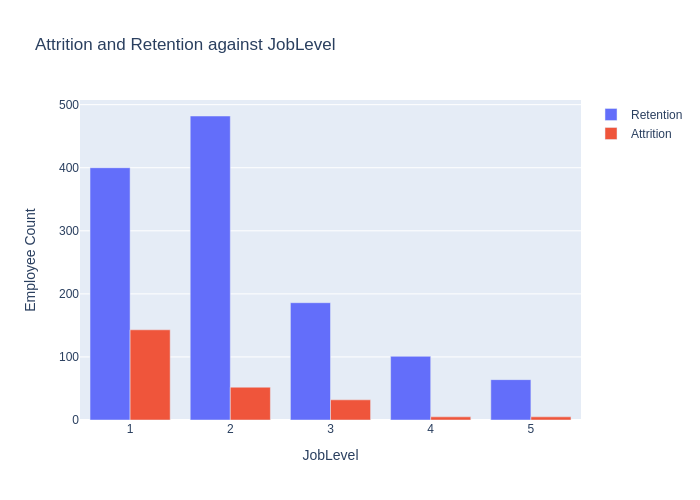 Attrition and Retention against JobLevel
Retention
Attrition
500
400
300
200
100
0
Employee Count
1 2 3 4 5
JobLevel